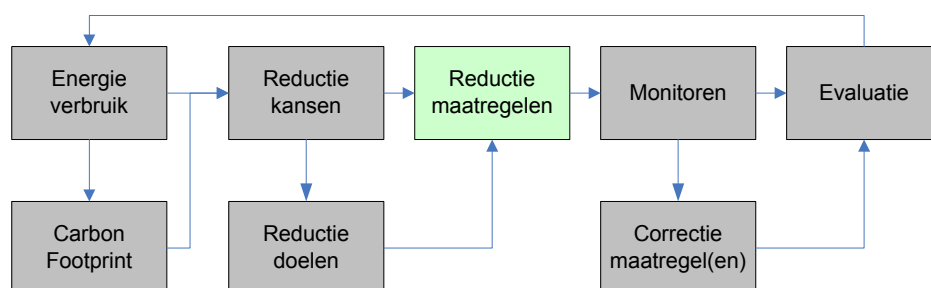 Energie
verbruik
Reductie
kansen
Reductie
maatregelen
Monitoren
Evaluatie
Carbon
Footprint
Reductie
doelen
Correctie
maatregel(en)